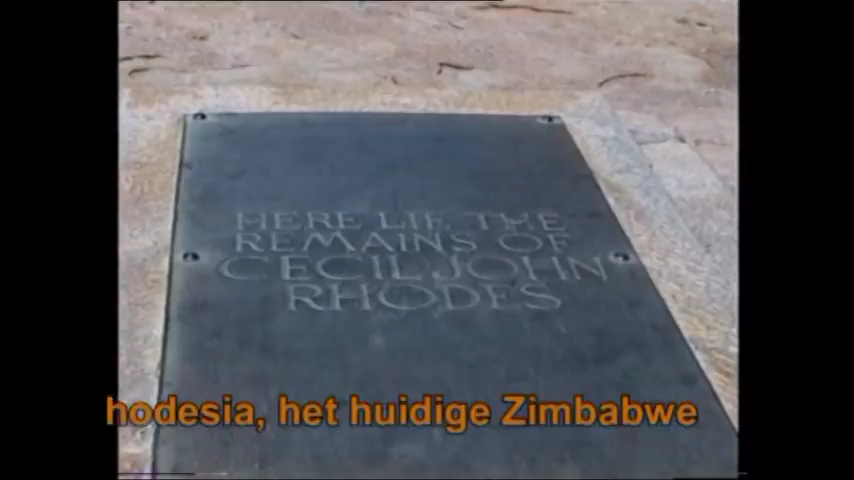 HERE LIE THE
REMAINS OF
CECIL JOHN
RHODES
hodesia, het huidige Zimbabwe